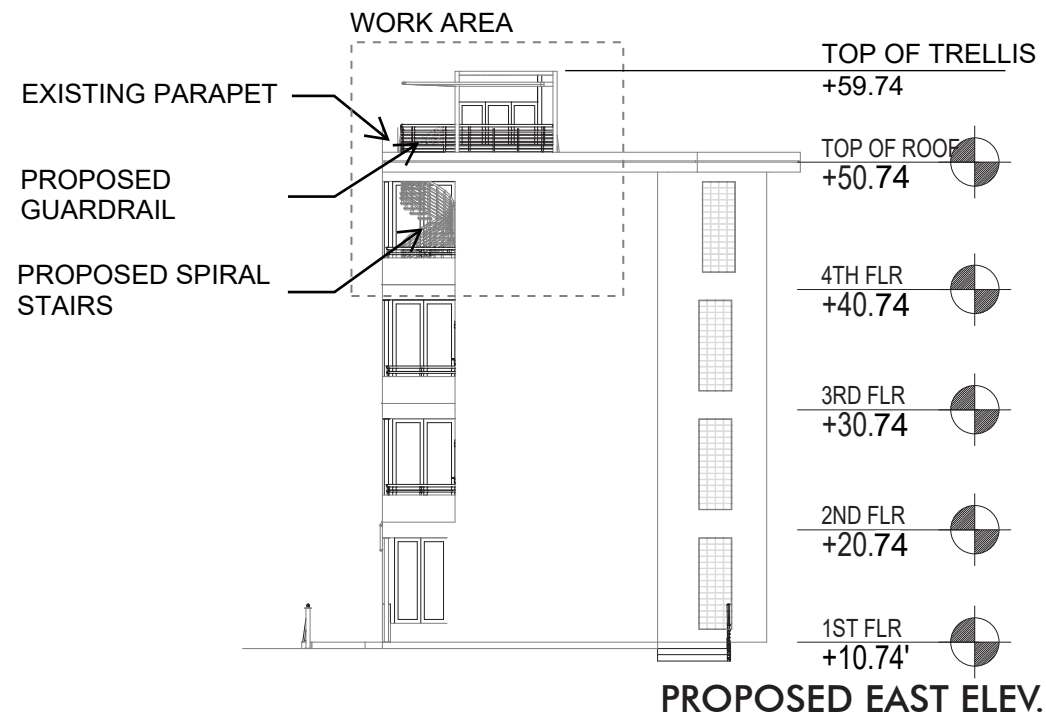 WORK AREA
EXISTING PARAPET
PROPOSED
GUARDRAIL
PROPOSED SPIRAL
STAIRS
TOP OF TRELLIS
+59.74
TOP OF ROOF
+50.74
4TH FLR
+40.74
3RD FLR
+30.74
2ND FLR
+20.74
1ST FLR
+10.74'
PROPOSED EAST ELEV.